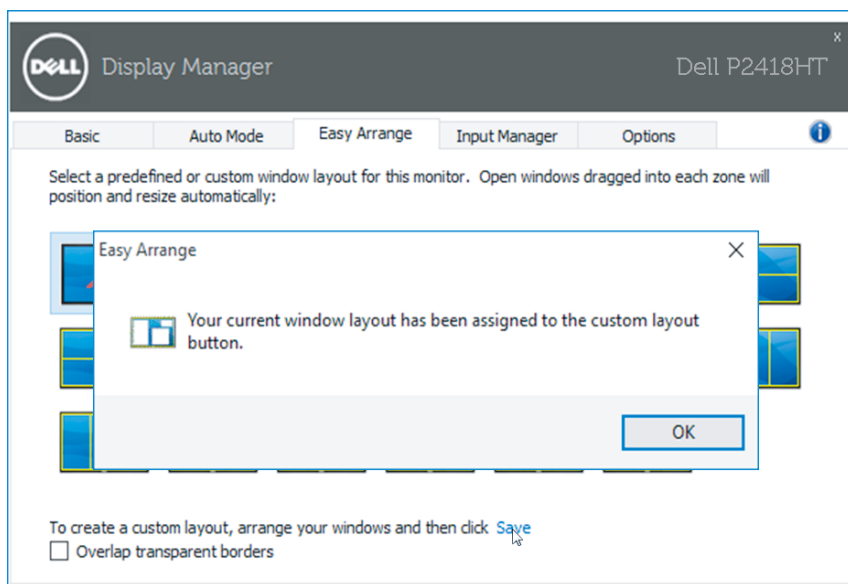 DELL Display Manager Dell P2418HT x
Basic Auto Mode Easy Arrange Input Manager Options i
Select a predefined or custom window layout for this monitor. Open windows dragged into each zone will
position and resize automatically:
Easy Arrange
Your current window layout has been assigned to the custom layout
button.
OK
To create a custom layout, arrange your windows and then click Save
Overlap transparent borders